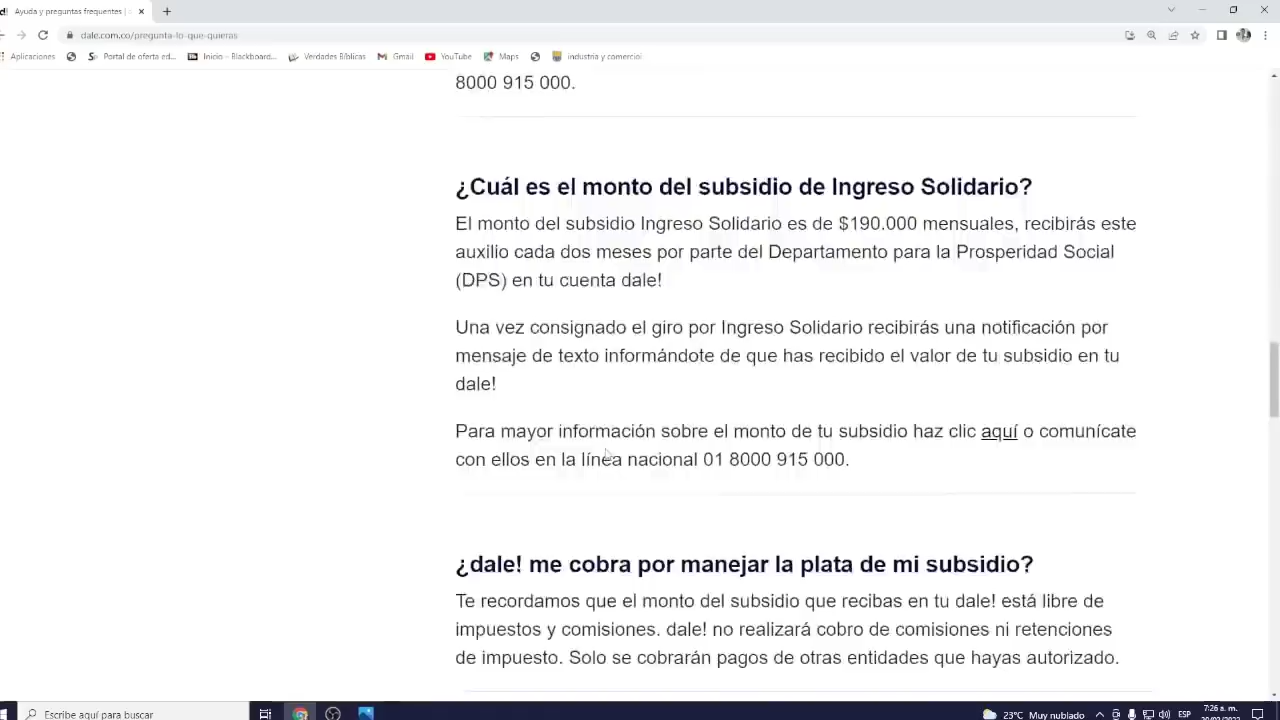 Ayuda y preguntas frecuentes
dale.com.co/pregunta-lo-que-quieras
Aplicaciones
Portal de oferta ed...
Inicio – Blackboard...
Verdades Bíblicas
Gmail
YouTube
Maps
industria y comercioi
8000 915 000.
¿Cuál es el monto del subsidio de Ingreso Solidario?
El monto del subsidio Ingreso Solidario es de $190.000 mensuales, recibirás este
auxilio cada dos meses por parte del Departamento para la Prosperidad Social
(DPS) en tu cuenta dale!
Una vez consignado el giro por Ingreso Solidario recibirás una notificación por
mensaje de texto informándote de que has recibido el valor de tu subsidio en tu
dale!
Para mayor información sobre el monto de tu subsidio haz clic aquí o comunícate
con ellos en la línea nacional 01 8000 915 000.
¿dale! me cobra por manejar la plata de mi subsidio?
Te recordamos que el monto del subsidio que recibas en tu dale! está libre de
impuestos y comisiones. dale! no realizará cobro de comisiones ni retenciones
de impuesto. Solo se cobrarán pagos de otras entidades que hayas autorizado.
Escribe aquí para buscar
23°C Muy nublado
ESP
7:26 p. m.